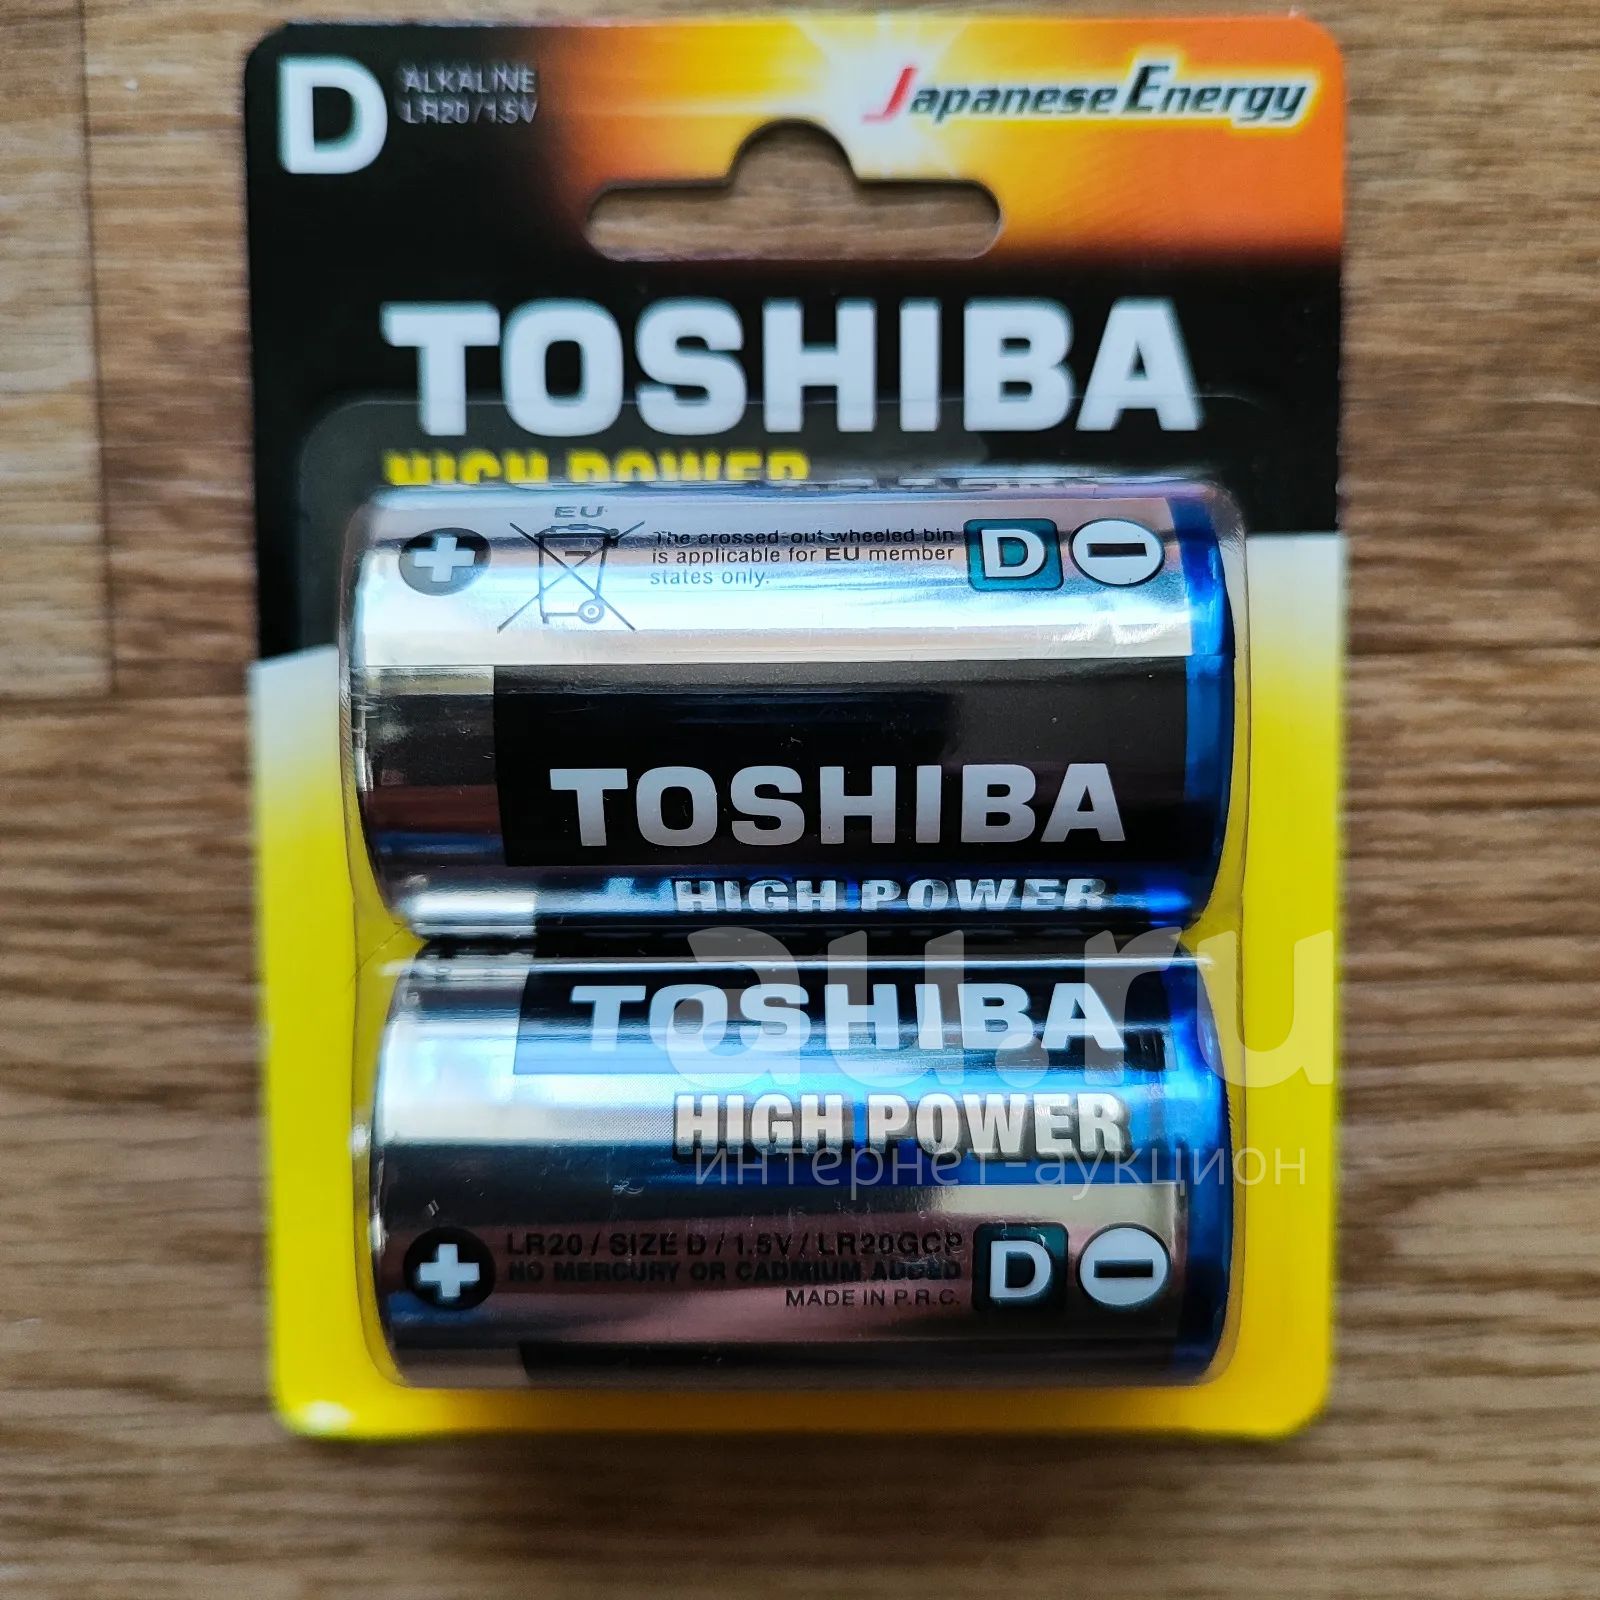 D
ALKALINE
LR20/1.5V
Japanese Energy
TOSHIBA
HIGH POWER
EU
The crossed-out wheeled bin
is applicable for EU member
states only.
D
TOSHIBA
HIGH POWER
TOSHIBA
HIGH POWER
au.ru
интернет-аукцион
LR20 / SIZE D / 1.5V / LR20GCP
NO MERCURY OR CADMIUM ADDED
MADE IN P.R.C.
D